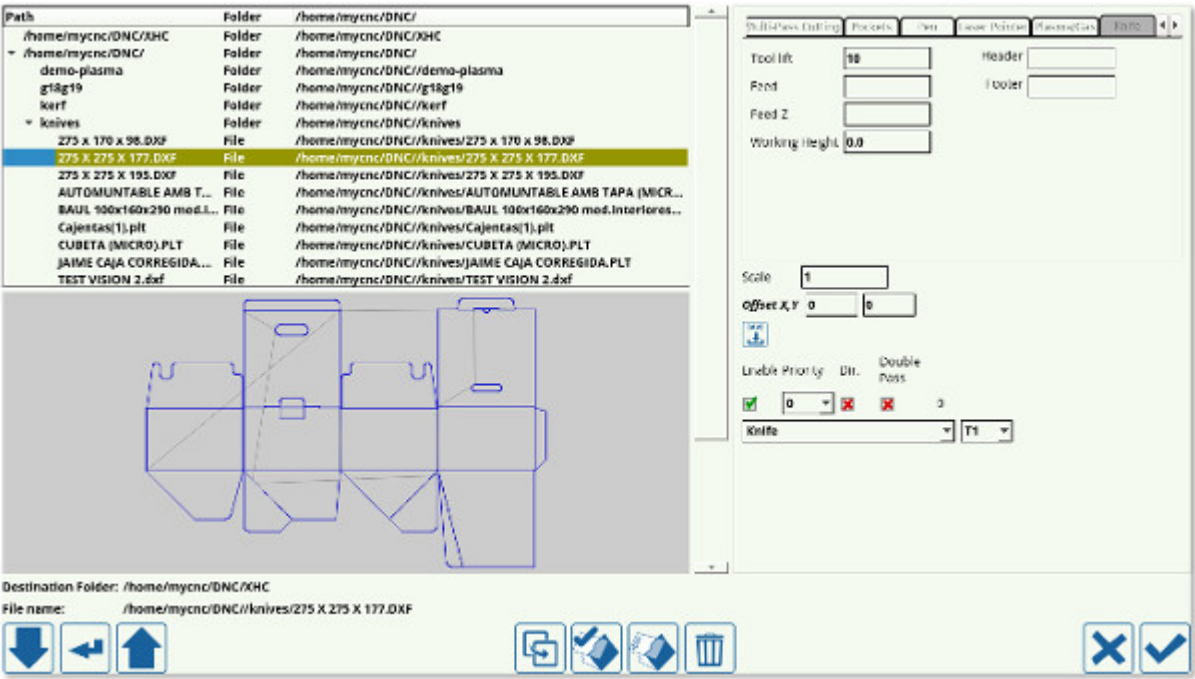 Path Folder /home/mycnc/DNC/
/home/mycnc/DNC/XHC Folder /home/mycnc/DNC/XHC
/home/mycnc/DNC/ Folder /home/mycnc/DNC/
demo-plasma Folder /home/mycnc/DNC//demo-plasma
g18g19 Folder /home/mycnc/DNC//g18g19
kerf Folder /home/mycnc/DNC//kerf
knives Folder /home/mycnc/DNC//knives
275 x 170 x 98.DXF File /home/mycnc/DNC//knives/275 x 170 x 98.DXF
275 X 275 X 177.DXF File /home/mycnc/DNC//knives/275 X 275 X 177.DXF
275 X 275 X 195.DXF File /home/mycnc/DNC//knives/275 X 275 X 195.DXF
AUTOMUNTABLE AMB T... File /home/mycnc/DNC//knives/AUTOMUNTABLE AMB TAPA (MICR...
BAUL 100x160x290 mod.I... File /home/mycnc/DNC//knives/BAUL 100x160x290 mod.Interiores...
Cajentas(1).plt File /home/mycnc/DNC//knives/Cajentas(1).plt
CUBETA (MICRO).PLT File /home/mycnc/DNC//knives/CUBETA (MICRO).PLT
JAIME CAJA CORREGIDA.... File /home/mycnc/DNC//knives/JAIME CAJA CORREGIDA.PLT
TEST VISION 2.dxf File /home/mycnc/DNC//knives/TEST VISION 2.dxf
Multi-Pass Cutting Pockets Pen Laser Pointer Plasma/Gas Knife
Tool lift 10 Header
Feed Footer
Feed Z
Working Height 0.0
Scale 1
Offset X,Y 0 0
Enable Priority Dir. Double Pass
0
Knife T1
Destination Folder: /home/mycnc/DNC/XHC
File name: /home/mycnc/DNC//knives/275 X 275 X 177.DXF